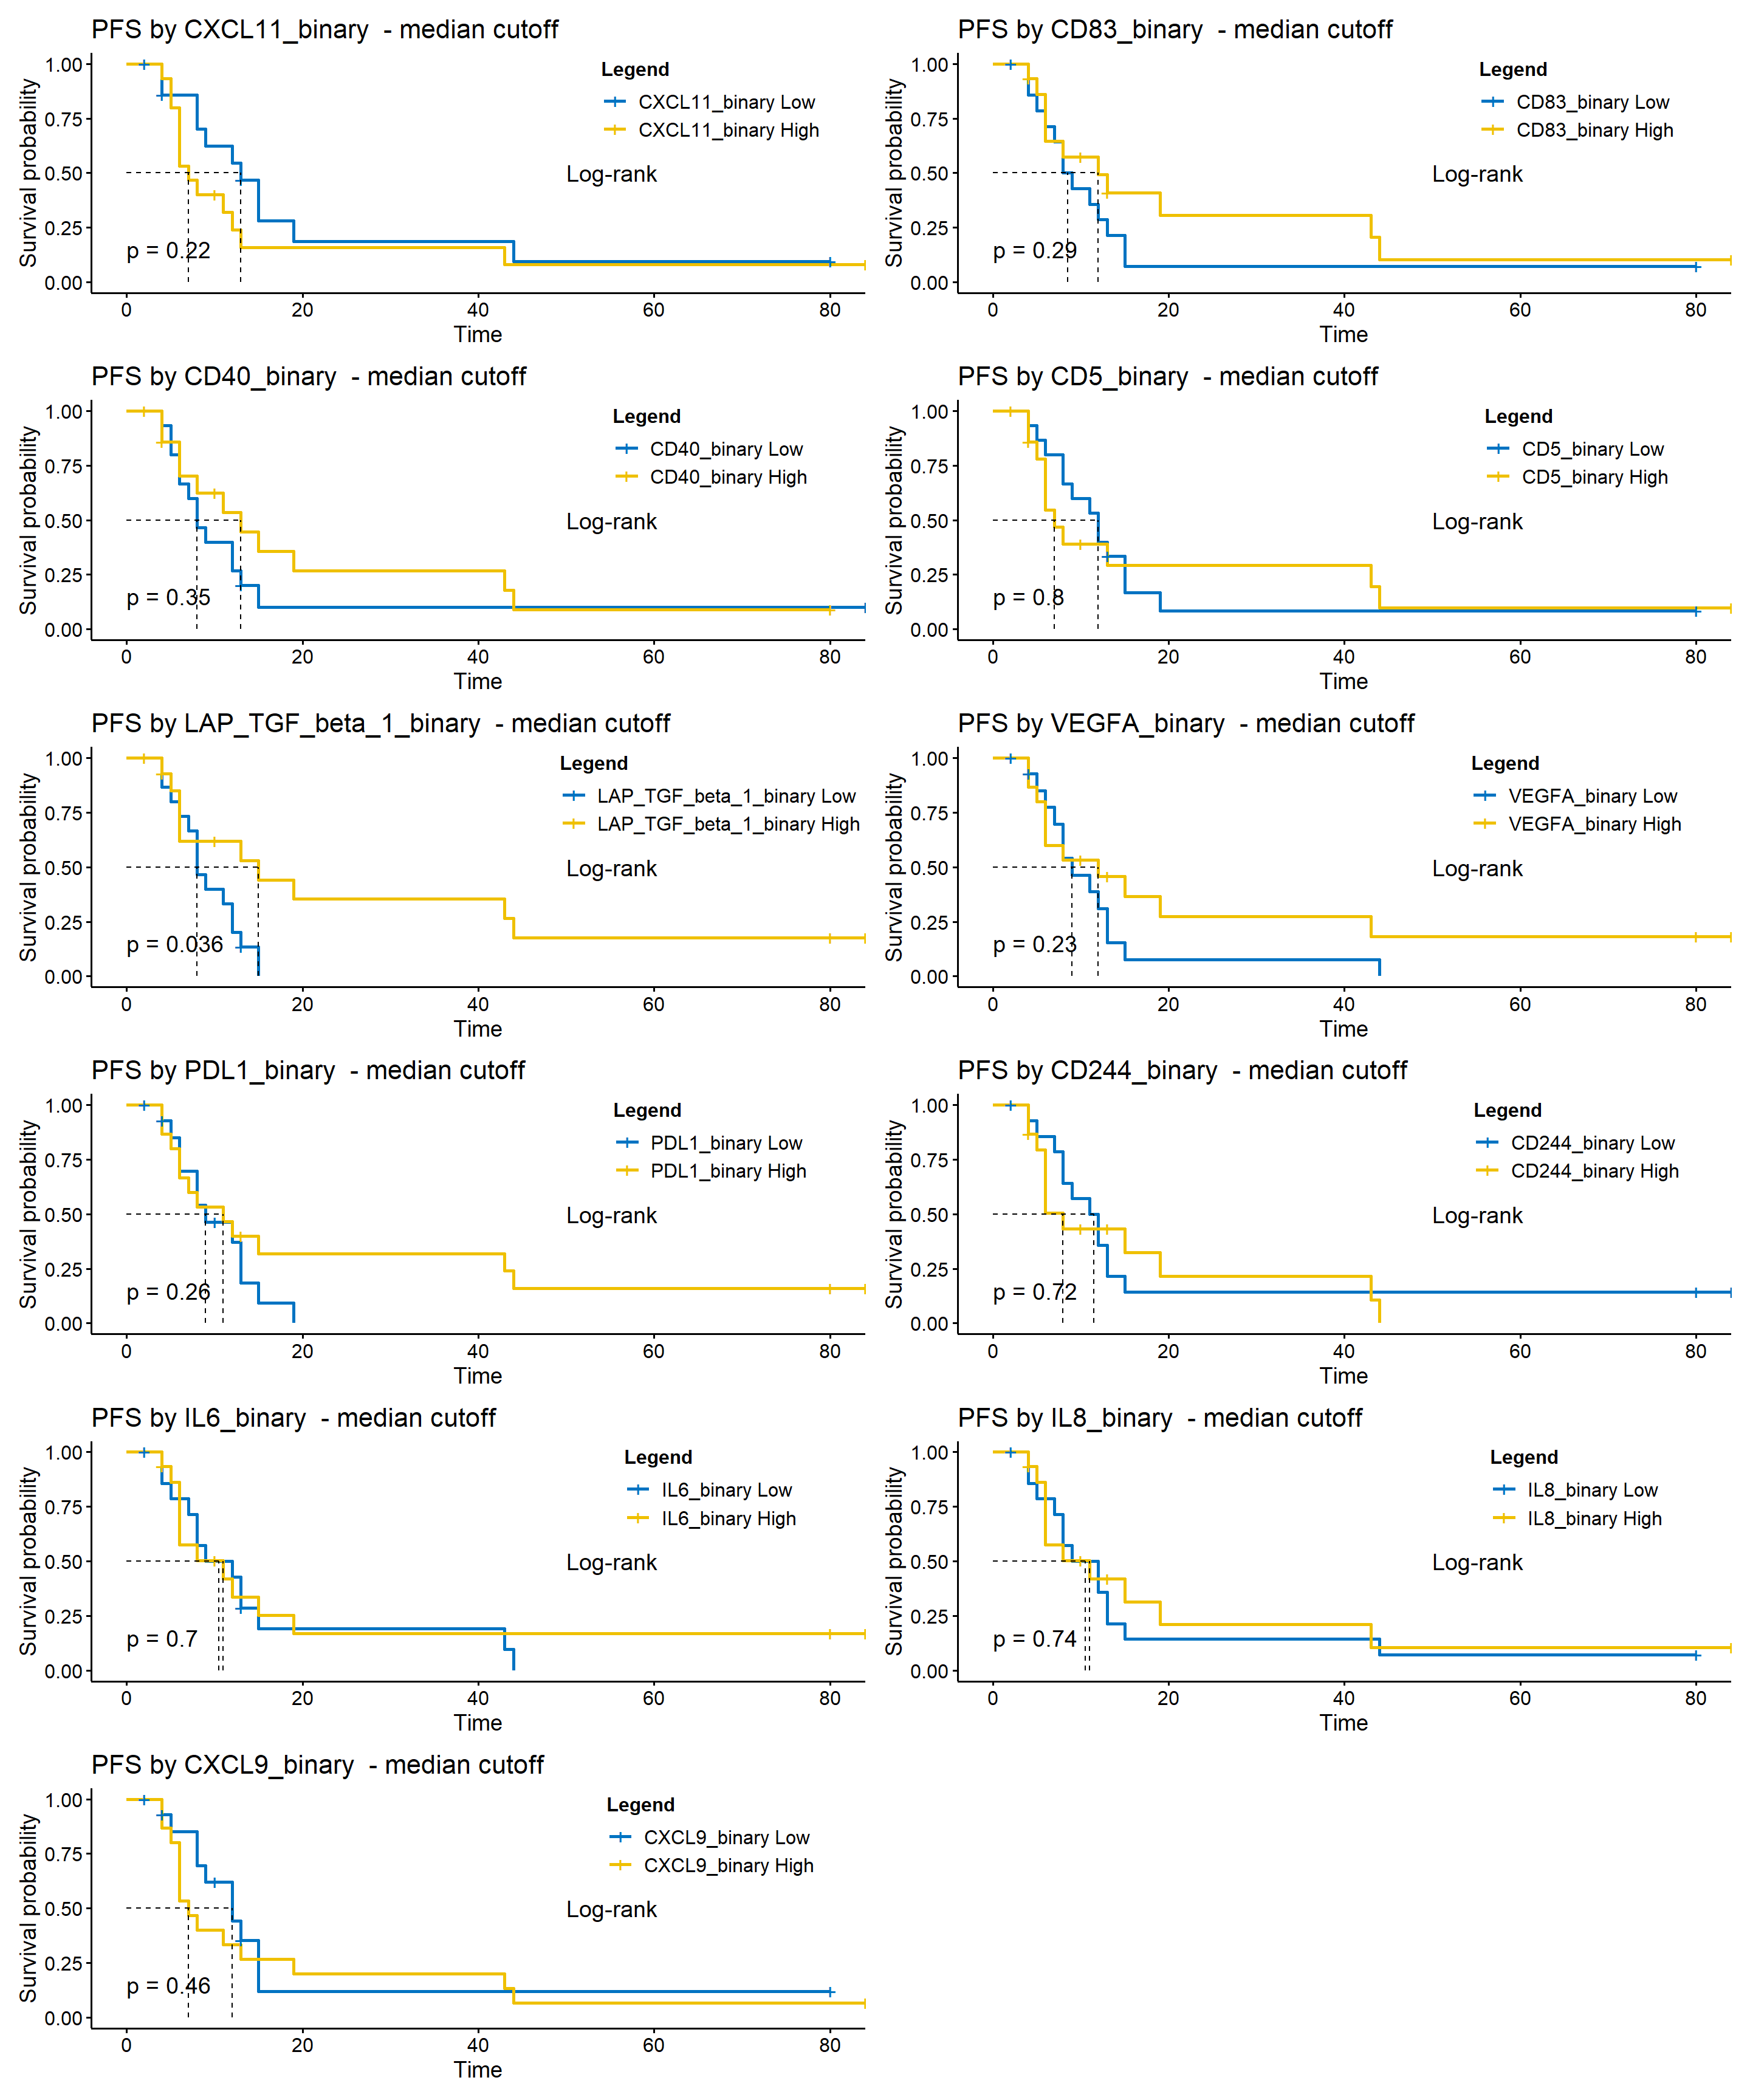 PFS by CXCL11_binary  - median cutoff
Survival probability
1.00
0.75
0.50
0.25
0.00
Legend
CXCL11_binary Low
CXCL11_binary High
Log-rank
p = 0.22
0 20 40 60 80
Time
PFS by CD83_binary  - median cutoff
Survival probability
1.00
0.75
0.50
0.25
0.00
Legend
CD83_binary Low
CD83_binary High
Log-rank
p = 0.29
0 20 40 60 80
Time
PFS by CD40_binary  - median cutoff
Survival probability
1.00
0.75
0.50
0.25
0.00
Legend
CD40_binary Low
CD40_binary High
Log-rank
p = 0.35
0 20 40 60 80
Time
PFS by CD5_binary  - median cutoff
Survival probability
1.00
0.75
0.50
0.25
0.00
Legend
CD5_binary Low
CD5_binary High
Log-rank
p = 0.8
0 20 40 60 80
Time
PFS by LAP_TGF_beta_1_binary  - median cutoff
Survival probability
1.00
0.75
0.50
0.25
0.00
Legend
LAP_TGF_beta_1_binary Low
LAP_TGF_beta_1_binary High
Log-rank
p = 0.036
0 20 40 60 80
Time
PFS by VEGFA_binary  - median cutoff
Survival probability
1.00
0.75
0.50
0.25
0.00
Legend
VEGFA_binary Low
VEGFA_binary High
Log-rank
p = 0.23
0 20 40 60 80
Time
PFS by PDL1_binary  - median cutoff
Survival probability
1.00
0.75
0.50
0.25
0.00
Legend
PDL1_binary Low
PDL1_binary High
Log-rank
p = 0.26
0 20 40 60 80
Time
PFS by CD244_binary  - median cutoff
Survival probability
1.00
0.75
0.50
0.25
0.00
Legend
CD244_binary Low
CD244_binary High
Log-rank
p = 0.72
0 20 40 60 80
Time
PFS by IL6_binary  - median cutoff
Survival probability
1.00
0.75
0.50
0.25
0.00
Legend
IL6_binary Low
IL6_binary High
Log-rank
p = 0.7
0 20 40 60 80
Time
PFS by IL8_binary  - median cutoff
Survival probability
1.00
0.75
0.50
0.25
0.00
Legend
IL8_binary Low
IL8_binary High
Log-rank
p = 0.74
0 20 40 60 80
Time
PFS by CXCL9_binary  - median cutoff
Survival probability
1.00
0.75
0.50
0.25
0.00
Legend
CXCL9_binary Low
CXCL9_binary High
Log-rank
p = 0.46
0 20 40 60 80
Time